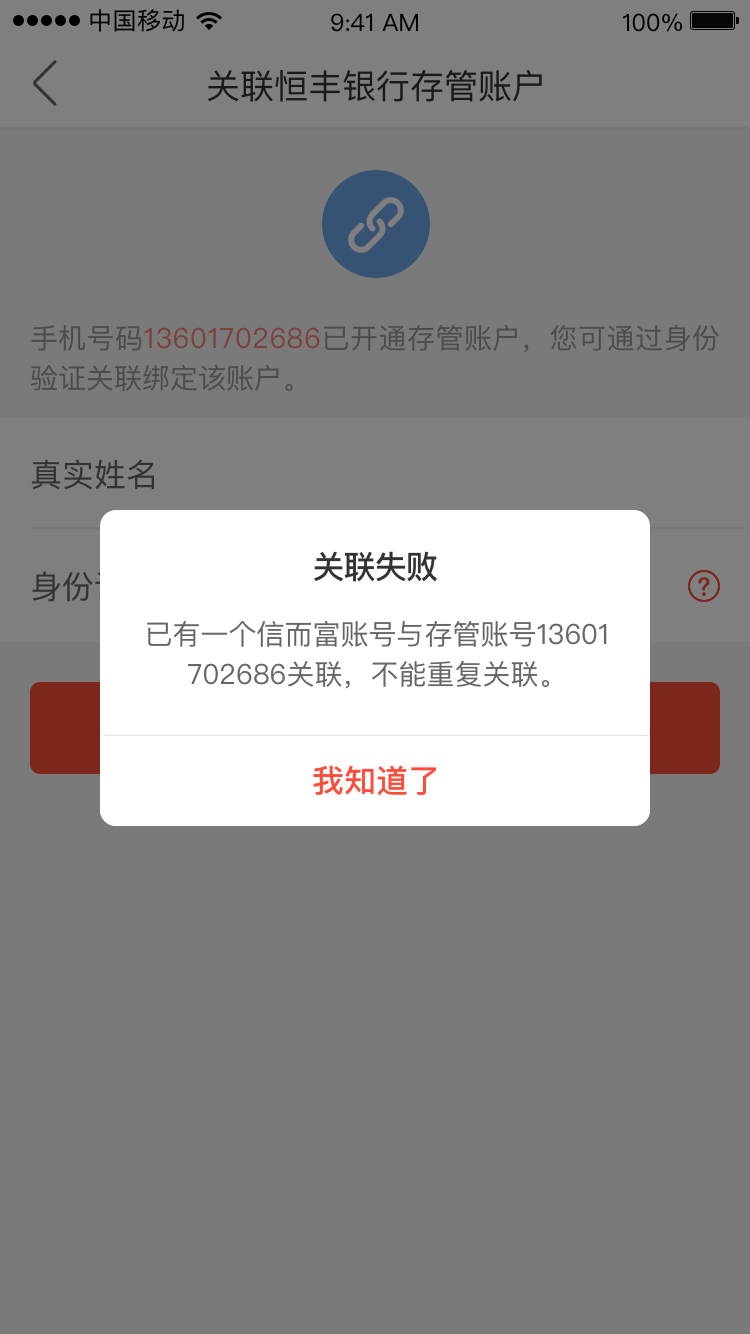 中国移动 9:41 AM 100%
关联恒丰银行存管账户
手机号码13601702686已开通存管账户，您可通过身份
验证关联绑定该账户。
真实姓名
身份
?
关联失败
已有一个信而富账号与存管账号13601
702686关联，不能重复关联。
我知道了